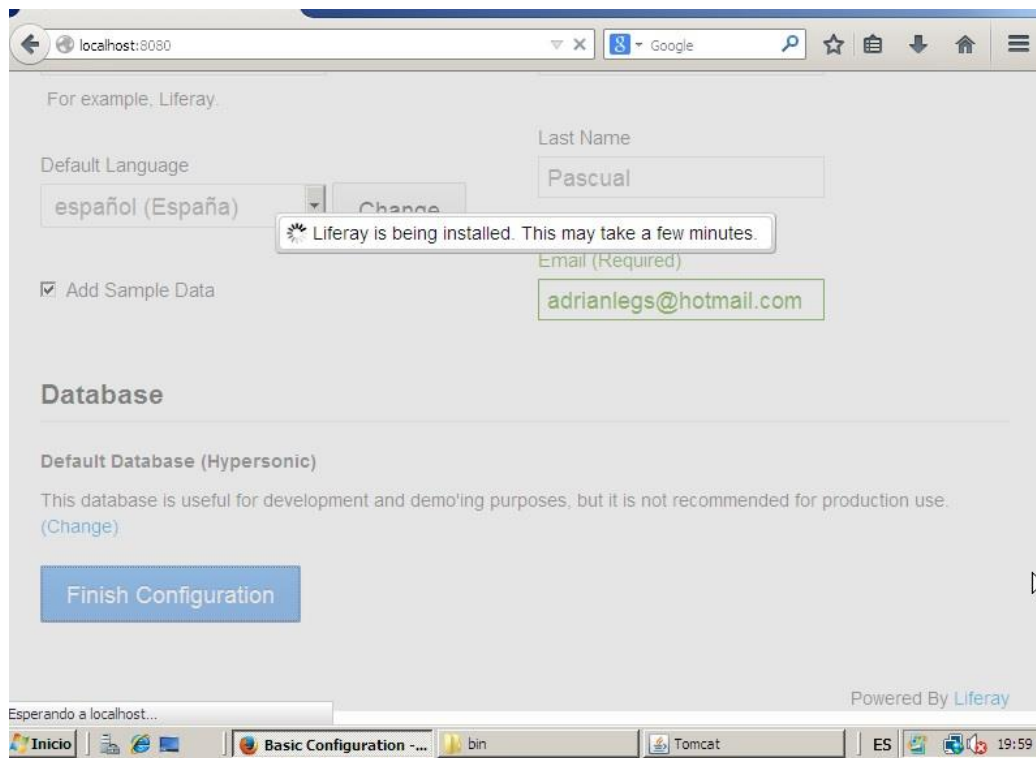 localhost:8080
Google
For example, Liferay.
Default Language
español (España)
Change
Last Name
Pascual
Liferay is being installed. This may take a few minutes.
Email (Required)
adrianlegs@hotmail.com
Add Sample Data
Database
Default Database (Hypersonic)
This database is useful for development and demo'ing purposes, but it is not recommended for production use.
(Change)
Finish Configuration
Powered By Liferay
Esperando a localhost...
Inicio
Basic Configuration -...
bin
Tomcat
ES
19:59